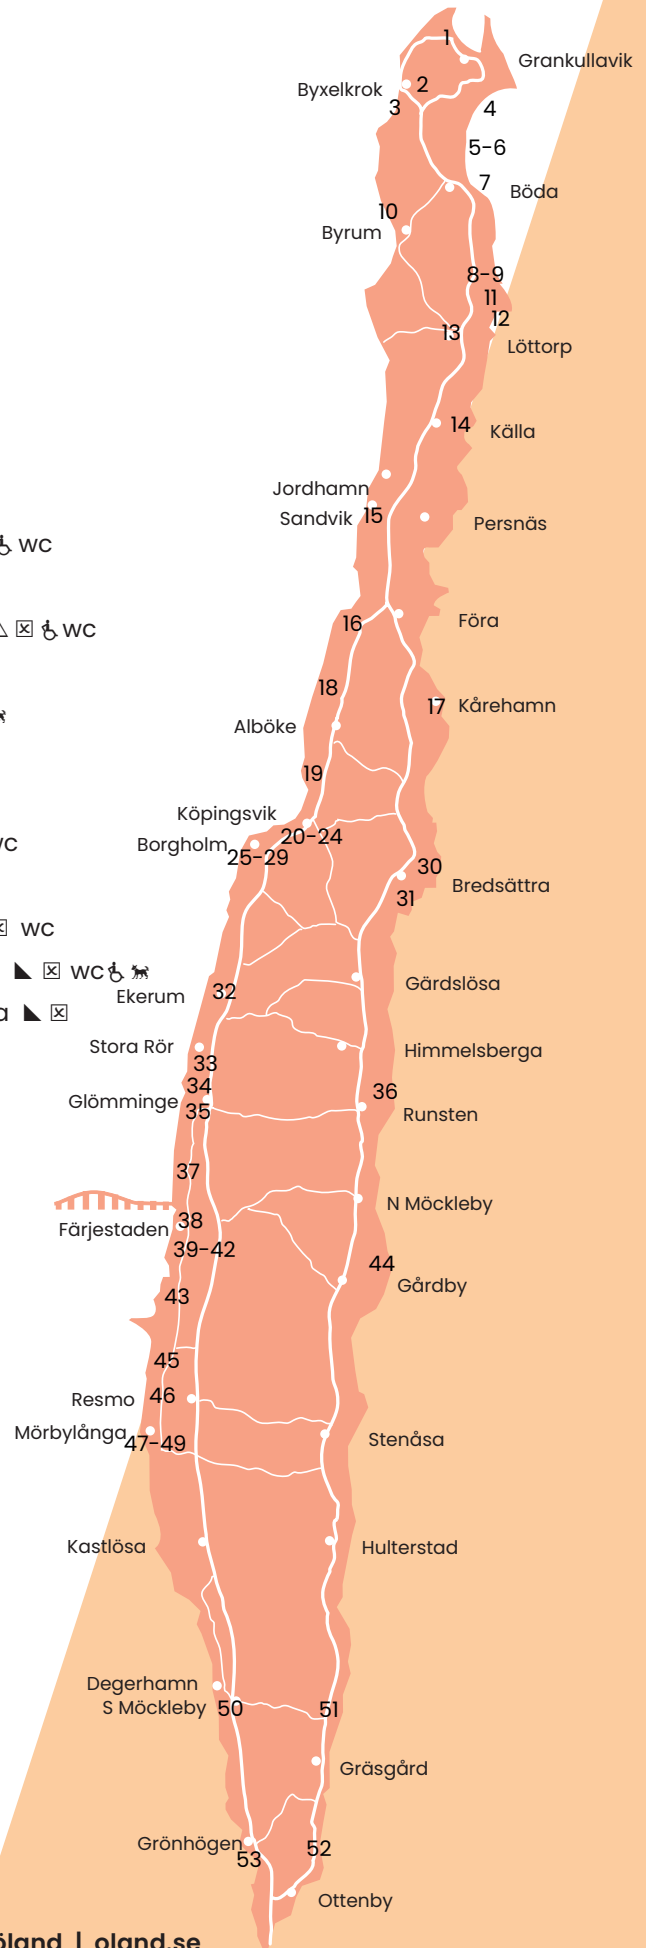 1
Grankullavik
Byxelkrok
2
3
4
5-6
7
Böda
10
Byrum
8-9
11
12
13
Löttorp
14
Källa
Jordhamn
Sandvik
15
Persnäs
WC
16
Föra
WC
18
17
Kårehamn
Alböke
19
Köpingsvik
20-24
Borgholm
25-29
30
Bredsättra
31
WC
Gärdslösa
WC
Ekerum
32
Stora Rör
Himmelsberga
33
34
36
Glömminge
35
Runsten
37
N Möckleby
38
Färjestaden
39-42
44
Gårdby
43
45
Resmo
46
Mörbylånga
47-49
Stenåsa
Kastlösa
Hulterstad
Degerhamn
S Möckleby
50
51
Gräsgård
Grönhögen
52
53
Ottenby
öland | oland.se